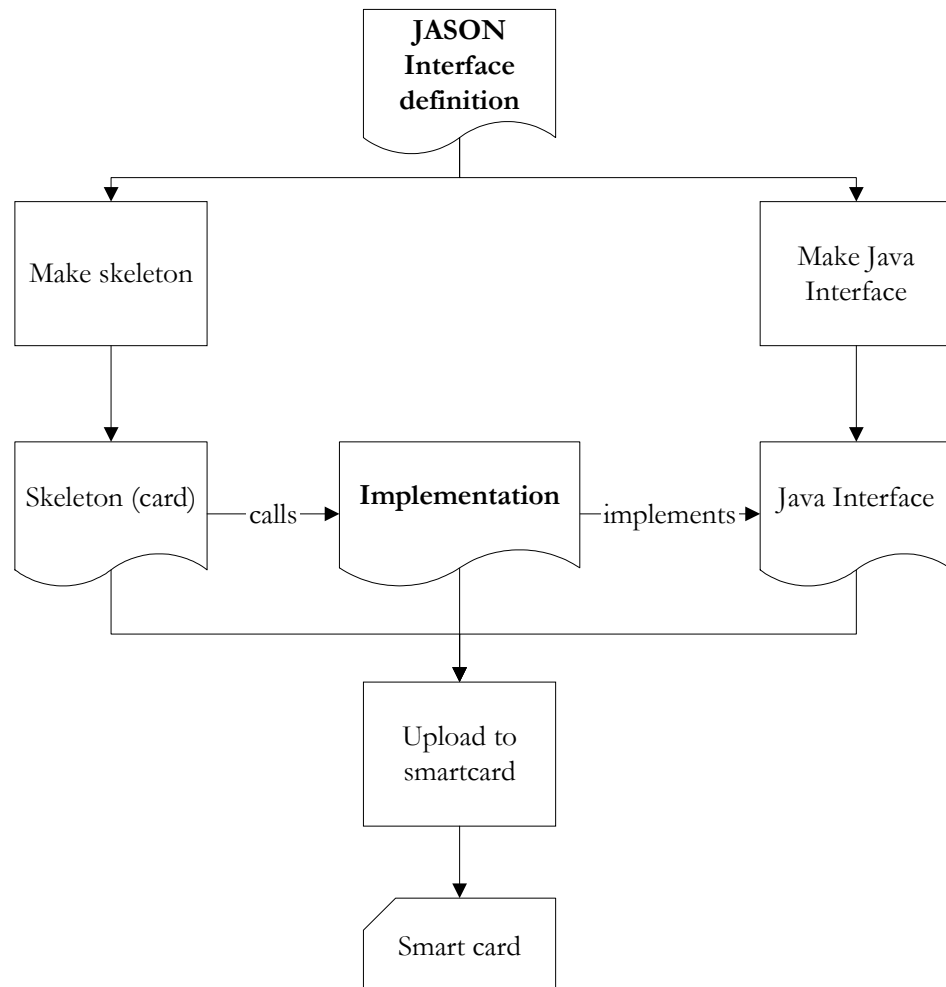 JASON
Interface
definition
Make skeleton
Make Java
Interface
Skeleton (card)
calls
Implementation
implements
Java Interface
Upload to
smartcard
Smart card